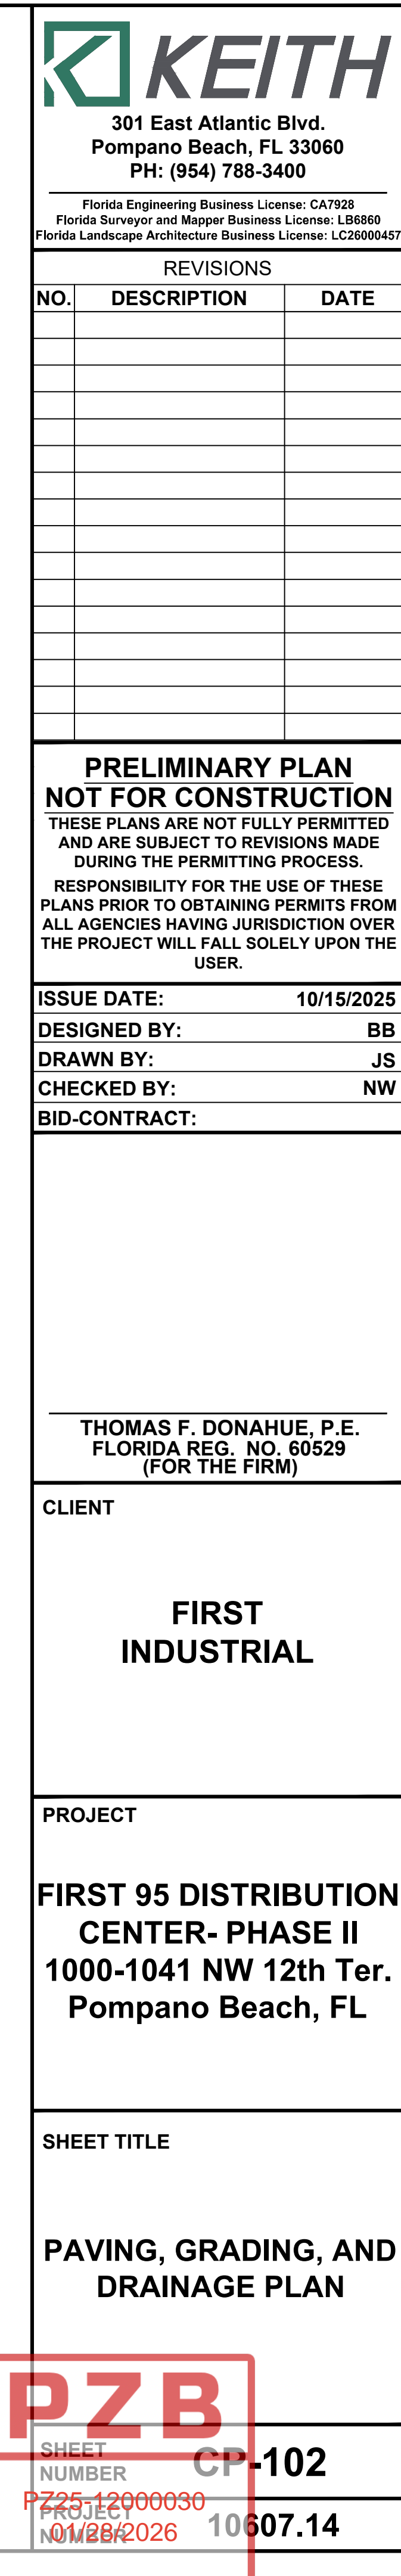 KEITH
301 East Atlantic Blvd.
Pompano Beach, FL 33060
PH: (954) 788-3400
Florida Engineering Business License: CA7928
Florida Surveyor and Mapper Business License: LB6860
Florida Landscape Architecture Business License: LC26000457
REVISIONS
NO. DESCRIPTION DATE
PRELIMINARY PLAN
NOT FOR CONSTRUCTION
THESE PLANS ARE NOT FULLY PERMITTED
AND ARE SUBJECT TO REVISIONS MADE
DURING THE PERMITTING PROCESS.
RESPONSIBILITY FOR THE USE OF THESE
PLANS PRIOR TO OBTAINING PERMITS FROM
ALL AGENCIES HAVING JURISDICTION OVER
THE PROJECT WILL FALL SOLELY UPON THE
USER.
ISSUE DATE: 10/15/2025
DESIGNED BY: BB
DRAWN BY: JS
CHECKED BY: NW
BID-CONTRACT:
THOMAS F. DONAHUE, P.E.
FLORIDA REG. NO. 60529
(FOR THE FIRM)
CLIENT
FIRST
INDUSTRIAL
PROJECT
FIRST 95 DISTRIBUTION
CENTER- PHASE II
1000-1041 NW 12th Ter.
Pompano Beach, FL
SHEET TITLE
PAVING, GRADING, AND
DRAINAGE PLAN
PZB
SHEET
NUMBER
CP-102
PZ25-12000030
01/28/2026
PROJECT
NUMBER
10607.14